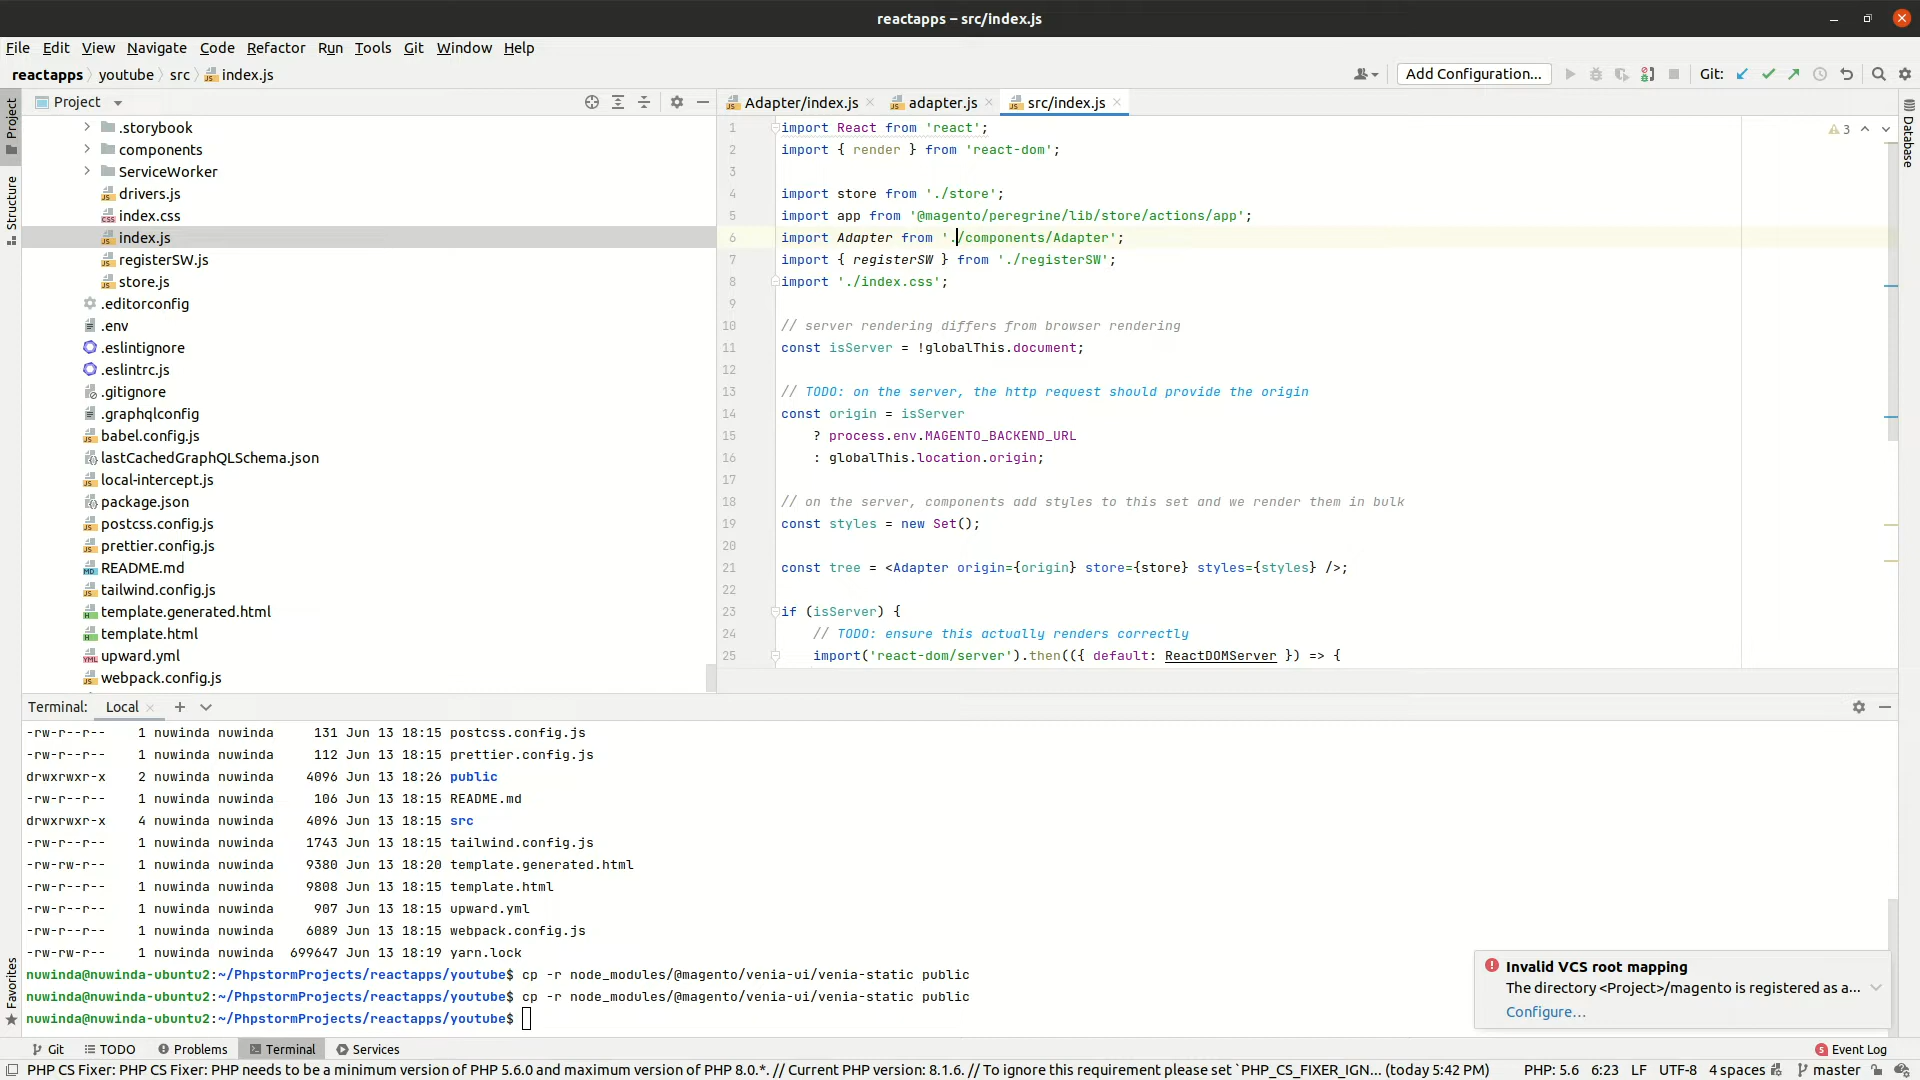 reactapps – src/index.js
File Edit View Navigate Code Refactor Run Tools Git Window Help
reactapps youtube src index.js
Add Configuration...
Git:
Project
Adapter/index.js
adapter.js
src/index.js
Project
Structure
Favorites
Database
.storybook
components
ServiceWorker
drivers.js
index.css
index.js
registerSW.js
store.js
.editorconfig
.env
.eslintignore
.eslintrc.js
.gitignore
.graphqlconfig
babel.config.js
lastCachedGraphQLSchema.json
local-intercept.js
package.json
postcss.config.js
prettier.config.js
README.md
tailwind.config.js
template.generated.html
template.html
upward.yml
webpack.config.js
3
1 import React from 'react';
2 import { render } from 'react-dom';
3
4 import store from './store';
5 import app from '@magento/peregrine/lib/store/actions/app';
6 import Adapter from './components/Adapter';
7 import { registerSW } from './registerSW';
8 import './index.css';
9
10 // server rendering differs from browser rendering
11 const isServer = !globalThis.document;
12
13 // TODO: on the server, the http request should provide the origin
14 const origin = isServer
15 ? process.env.MAGENTO_BACKEND_URL
16 : globalThis.location.origin;
17
18 // on the server, components add styles to this set and we render them in bulk
19 const styles = new Set();
20
21 const tree = <Adapter origin={origin} store={store} styles={styles} />;
22
23 if (isServer) {
24 // TODO: ensure this actually renders correctly
25 import('react-dom/server').then(({ default: ReactDOMServer }) => {
Terminal: Local
-rw-r--r-- 1 nuwinda nuwinda 131 Jun 13 18:15 postcss.config.js
-rw-r--r-- 1 nuwinda nuwinda 112 Jun 13 18:15 prettier.config.js
drwxrwxr-x 2 nuwinda nuwinda 4096 Jun 13 18:26 public
-rw-r--r-- 1 nuwinda nuwinda 106 Jun 13 18:15 README.md
drwxrwxr-x 4 nuwinda nuwinda 4096 Jun 13 18:15 src
-rw-r--r-- 1 nuwinda nuwinda 1743 Jun 13 18:15 tailwind.config.js
-rw-rw-r-- 1 nuwinda nuwinda 9380 Jun 13 18:20 template.generated.html
-rw-r--r-- 1 nuwinda nuwinda 9808 Jun 13 18:15 template.html
-rw-r--r-- 1 nuwinda nuwinda 907 Jun 13 18:15 upward.yml
-rw-r--r-- 1 nuwinda nuwinda 6089 Jun 13 18:15 webpack.config.js
-rw-rw-r-- 1 nuwinda nuwinda 699647 Jun 13 18:19 yarn.lock
nuwinda@nuwinda-ubuntu2:~/PhpstormProjects/reactapps/youtube$ cp -r node_modules/@magento/venia-ui/venia-static public
nuwinda@nuwinda-ubuntu2:~/PhpstormProjects/reactapps/youtube$ cp -r node_modules/@magento/venia-ui/venia-static public
nuwinda@nuwinda-ubuntu2:~/PhpstormProjects/reactapps/youtube$
Invalid VCS root mapping
The directory <Project>/magento is registered as a...
Configure...
Git TODO Problems Terminal Services
Event Log
PHP CS Fixer: PHP CS Fixer: PHP needs to be a minimum version of PHP 5.6.0 and maximum version of PHP 8.0.*. // Current PHP version: 8.1.6. // To ignore this requirement please set `PHP_CS_FIXER_IGN... (today 5:42 PM) PHP: 5.6 6:23 LF UTF-8 4 spaces master